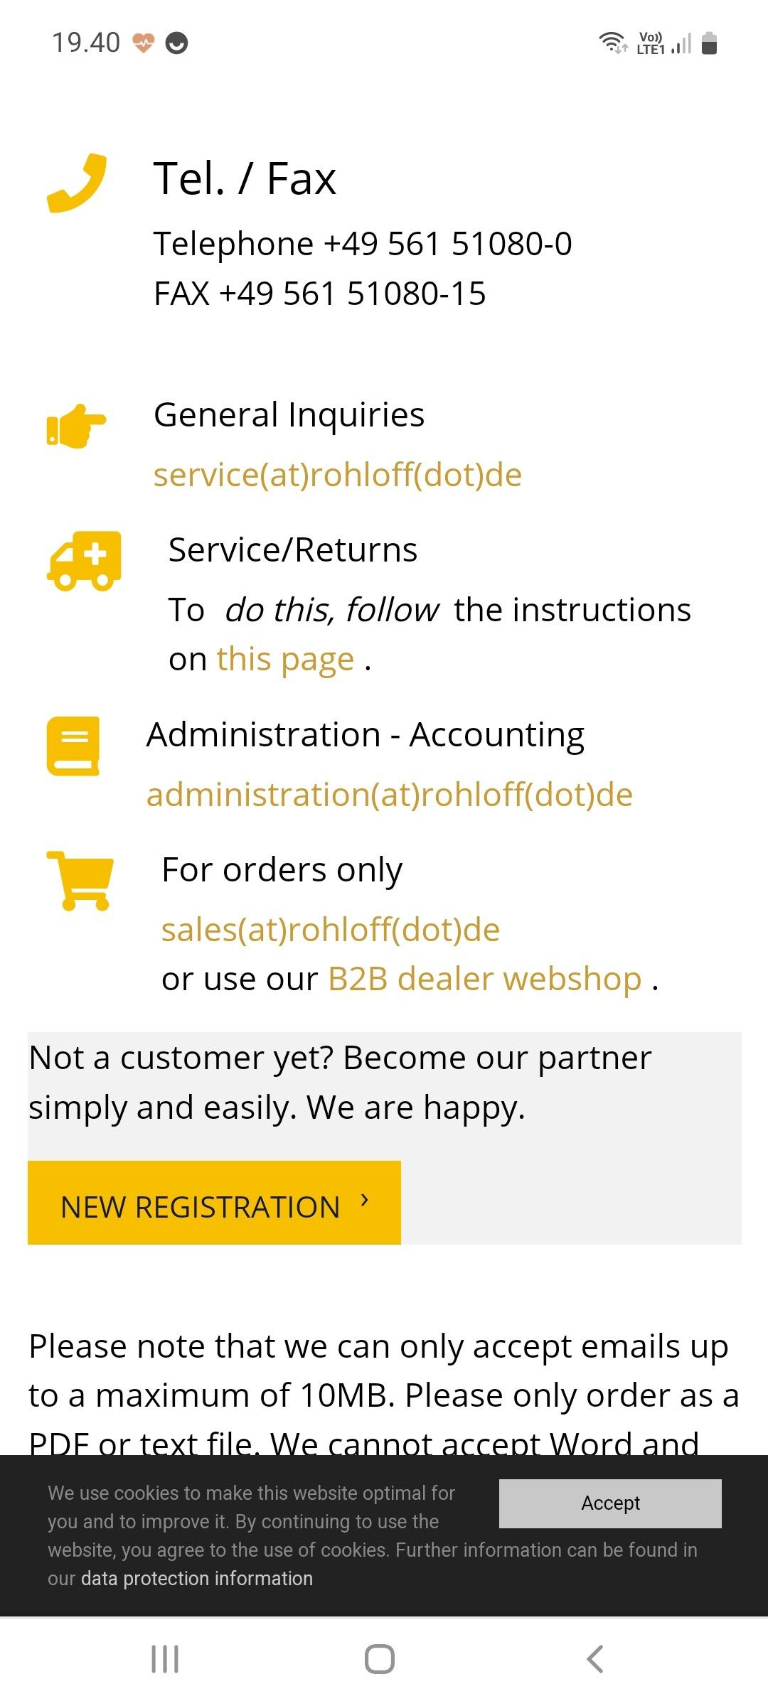 19.40
Vo))
LTE1
Tel. / Fax
Telephone +49 561 51080-0
FAX +49 561 51080-15
General Inquiries
service(at)rohloff(dot)de
Service/Returns
To do this, follow the instructions
on this page .
Administration - Accounting
administration(at)rohloff(dot)de
For orders only
sales(at)rohloff(dot)de
or use our B2B dealer webshop .
Not a customer yet? Become our partner
simply and easily. We are happy.
NEW REGISTRATION ›
Please note that we can only accept emails up
to a maximum of 10MB. Please only order as a
PDF or text file. We cannot accept Word and
We use cookies to make this website optimal for
you and to improve it. By continuing to use the
website, you agree to the use of cookies. Further information can be found in
our data protection information
Accept